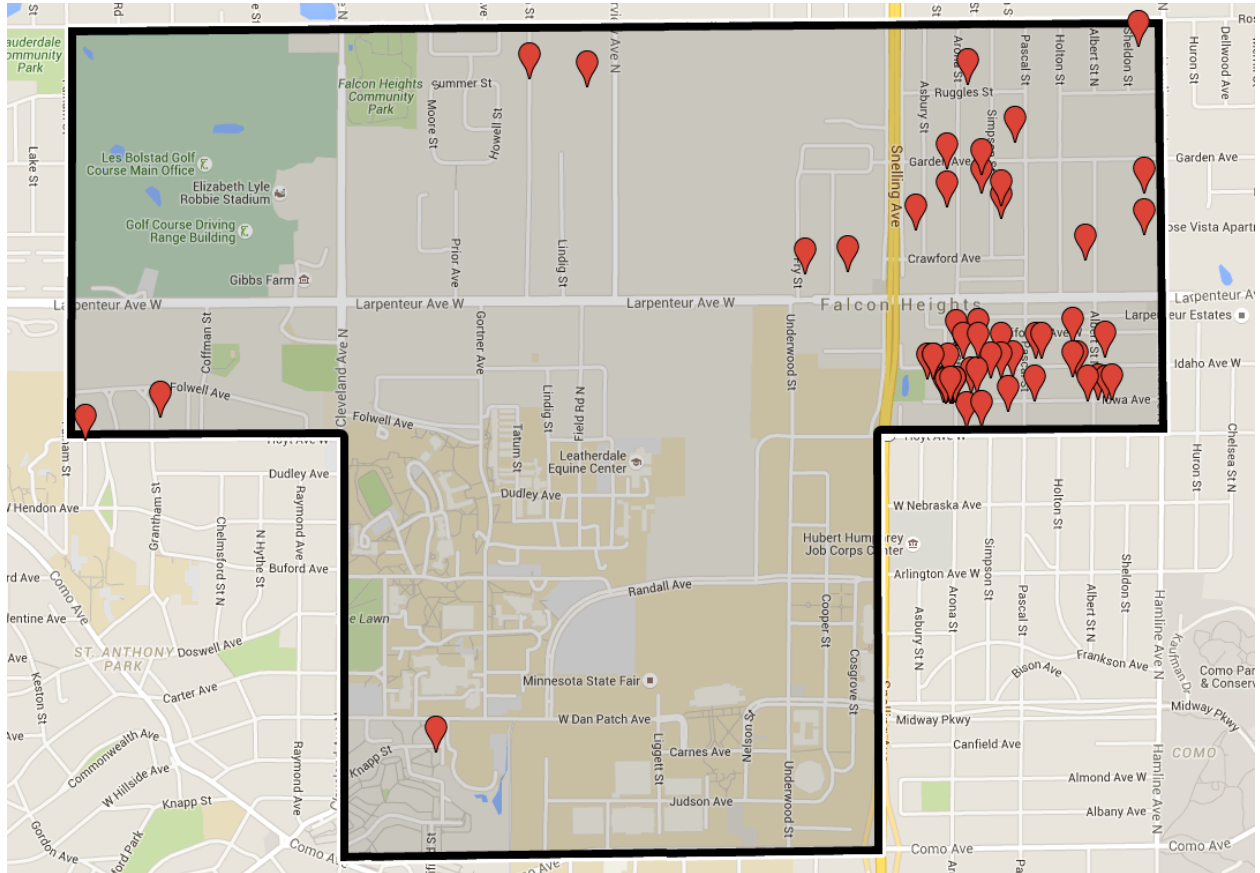 St
Rd
Lauderdale
Community
Park
Lake St
Falcon Heights
Community
Park
Summer St
Moore St
Howell St
Les Bolstad Golf
Course Main Office
Elizabeth Lyle
Robbie Stadium
Golf Course Driving
Range Building
Gibbs Farm
Prior Ave
Lindig St
Fry St
Snelling Ave
Asbury St
Arona St
Ruggles St
Pascal St
Holton St
Albert St N
Sheldon St
Huron St
Dellwood Ave
Garden Ave
Garden Ave
Crawford Ave
Larpenteur Ave W
Larpenteur Ave W
Larpenteur Ave W
Falcon Heights
Larpenteur Estates
Idaho Ave W
Iowa Ave
Coffman St
Folwell Ave
Cleveland Ave N
Gortner Ave
Folwell Ave
Lindig St
Field Rd N
Tatum St
Underwood St
Leatherdale
Equine Center
Dudley Ave
Dudley Ave
W Hendon Ave
Grantham St
Chelmsford St N
N Hythe St
Raymond Ave
Buford Ave
Como Ave
ST. ANTHONY
PARK
Doswell Ave
Carter Ave
Keston St
Commonwealth Ave
W Hillside Ave
Raymond Ave
Knapp St
Gordon Ave
Como Ave
Knapp St
Randall Ave
Minnesota State Fair
W Dan Patch Ave
Liggett St
Carnes Ave
Nelson St
Judson Ave
Underwood St
Cooper St
Cosgrove St
Hubert Humphrey
Job Corps Center
Hoyt Ave W
W Nebraska Ave
Huron St
Chelsea St N
Holton St
Simpson St
Arlington Ave W
Asbury St N
Arona St
Pascal St
Albert St N
Sheldon St
Hamline Ave N
Frankson Ave
Bison Ave
Kaufman Dr
Como Par
& Conserv
Midway Pkwy
Midway Pkwy
Canfield Ave
COMO
Almond Ave W
Albany Ave
Hamline Ave N
Como Ave
Como Ave